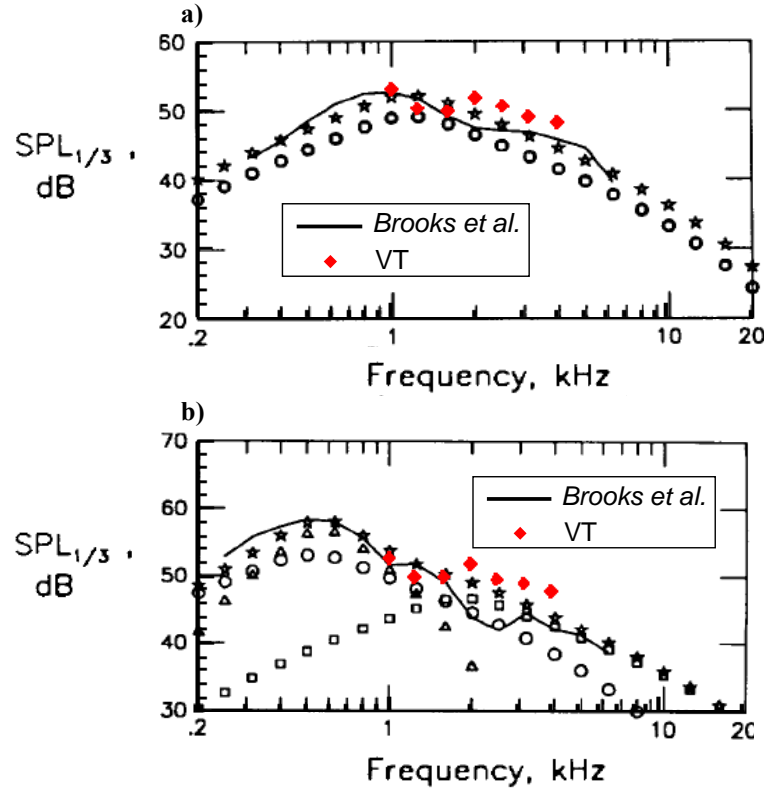 a)
60
50
SPL1/3 ,
dB
40
30
20
Brooks et al.
VT
.2
1
10
20
Frequency, kHz
b)
70
60
SPL1/3 ,
dB
50
40
30
Brooks et al.
VT
0.2
1
10
20
Frequency, kHz